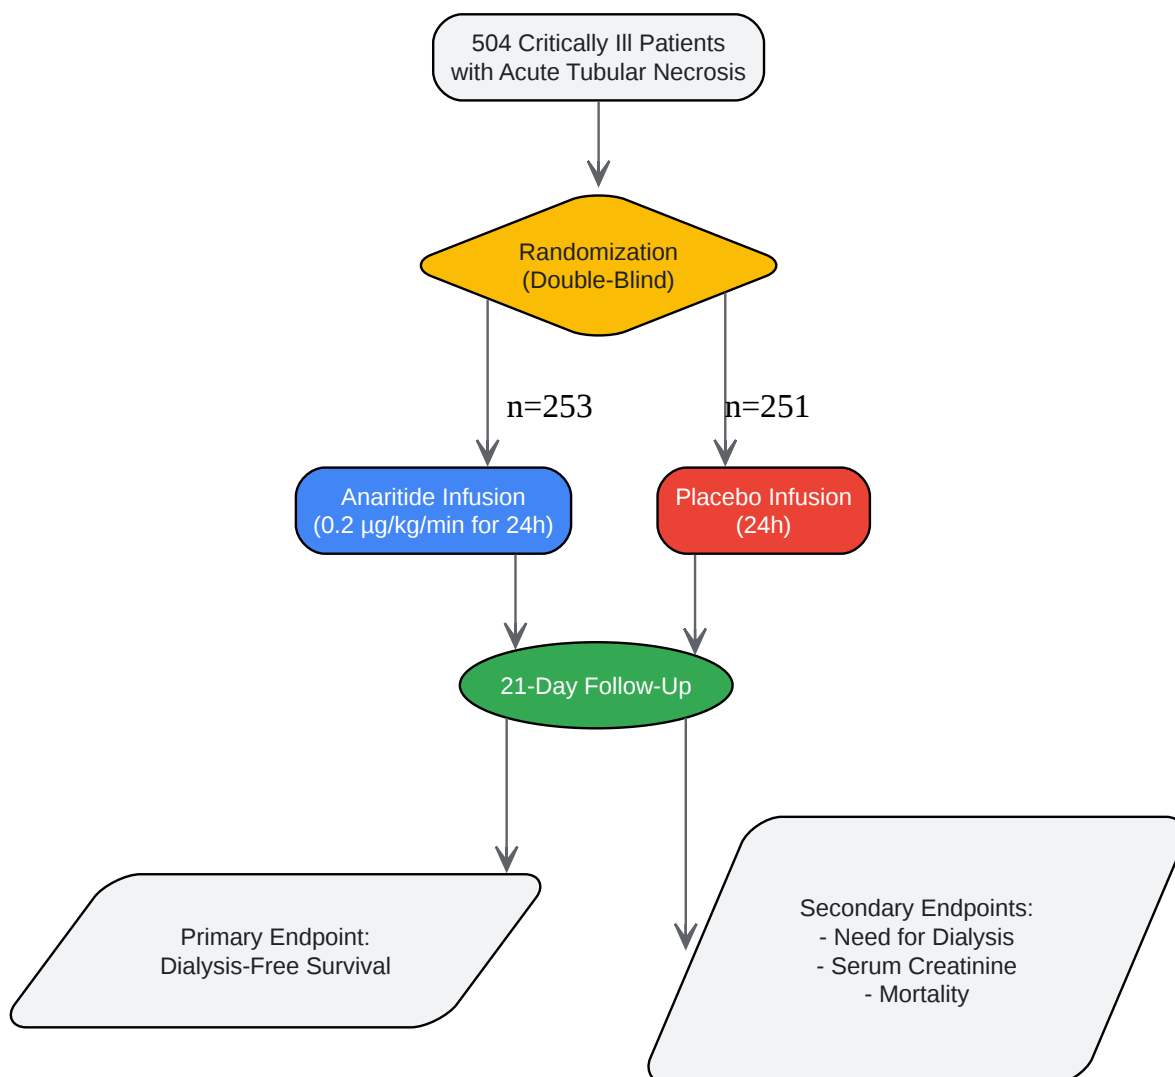 504 Critically Ill Patients
with Acute Tubular Necrosis
Randomization
(Double-Blind)
n=253
n=251
Anaritide Infusion
(0.2 µg/kg/min for 24h)
Placebo Infusion
(24h)
21-Day Follow-Up
Primary Endpoint:
Dialysis-Free Survival
Secondary Endpoints:
- Need for Dialysis
- Serum Creatinine
- Mortality